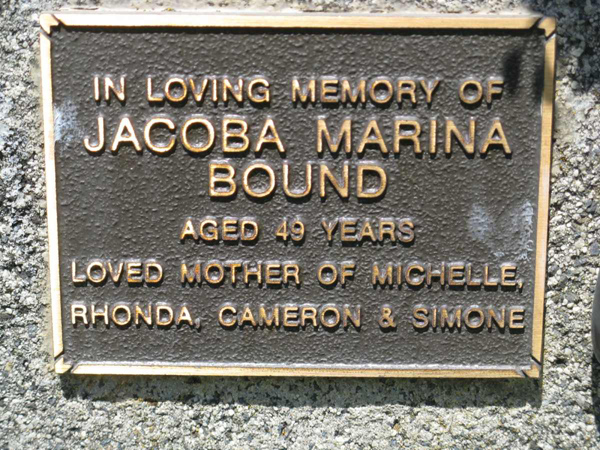 IN LOVING MEMORY OF
JACOBA MARINA
BOUND
AGED 49 YEARS
LOVED MOTHER OF MICHELLE,
RHONDA, CAMERON & SIMONE